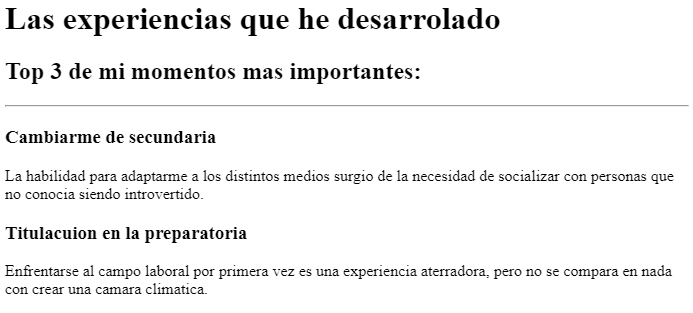 Las experiencias que he desarrolado
Top 3 de mi momentos mas importantes:
Cambiarme de secundaria
La habilidad para adaptarme a los distintos medios surgio de la necesidad de socializar con personas que
no conocia siendo introvertido.
Titulacuion en la preparatoria
Enfrentarse al campo laboral por primera vez es una experiencia aterradora, pero no se compara en nada
con crear una camara climatica.